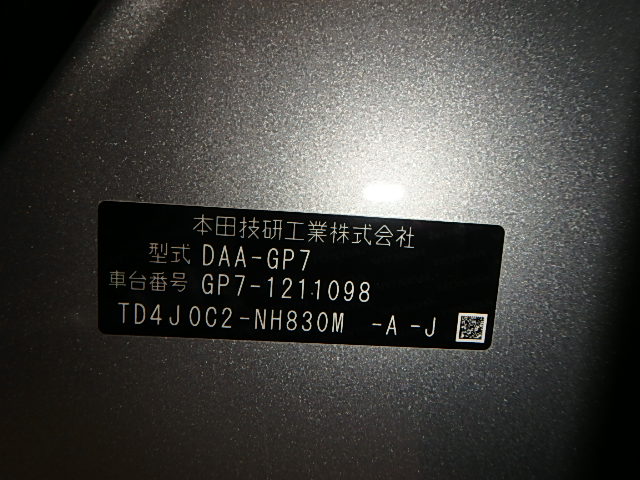 本田技研工業株式会社
型式 DAA-GP7
車台番号 GP7-1211098
TD4J0C2-NH830M -A -J